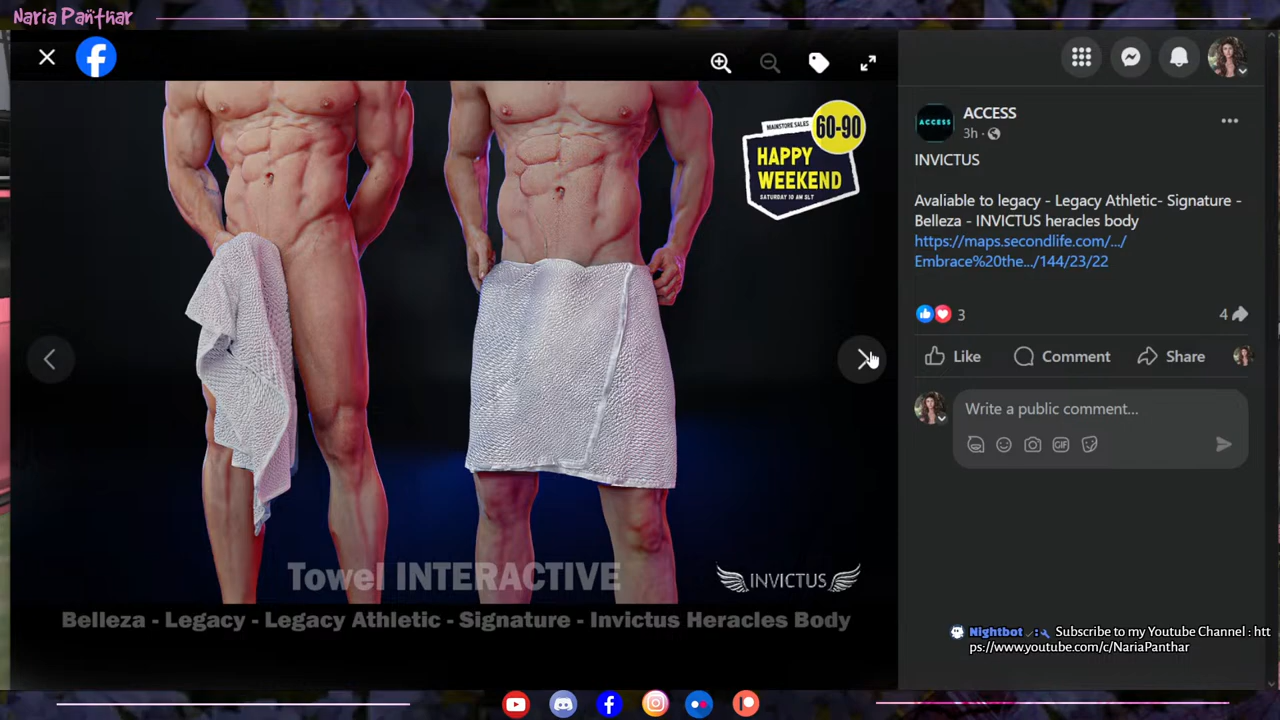 Naria Panthar
MAINSTORE SALES
60-90
HAPPY
WEEKEND
SATURDAY 10 AM SLT
Towel INTERACTIVE
INVICTUS
Belleza - Legacy - Legacy Athletic - Signature - Invictus Heracles Body
ACCESS
ACCESS
3h ·
INVICTUS
Avaliable to legacy - Legacy Athletic- Signature -
Belleza - INVICTUS heracles body
https://maps.secondlife.com/.../
Embrace%20the.../144/23/22
3
4
Like
Comment
Share
Write a public comment...
GIF
Nightbot : Subscribe to my Youtube Channel : htt
ps://www.youtube.com/c/NariaPanthar